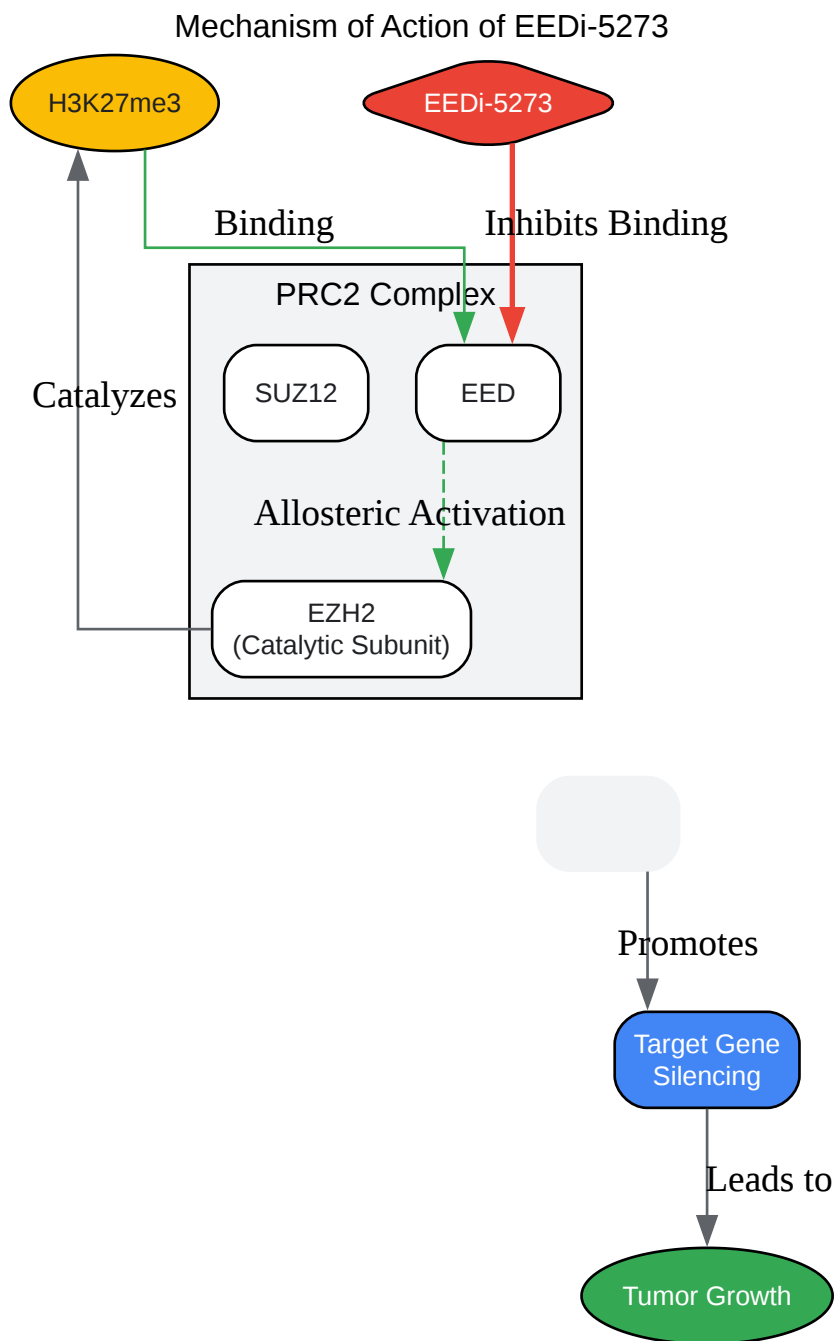 Mechanism of Action of EEDi-5273
H3K27me3
EEDi-5273
Binding
Inhibits Binding
PRC2 Complex
Catalyzes
SUZ12
EED
Allosteric Activation
EZH2
(Catalytic Subunit)
Promotes
Target Gene
Silencing
Leads to
Tumor Growth